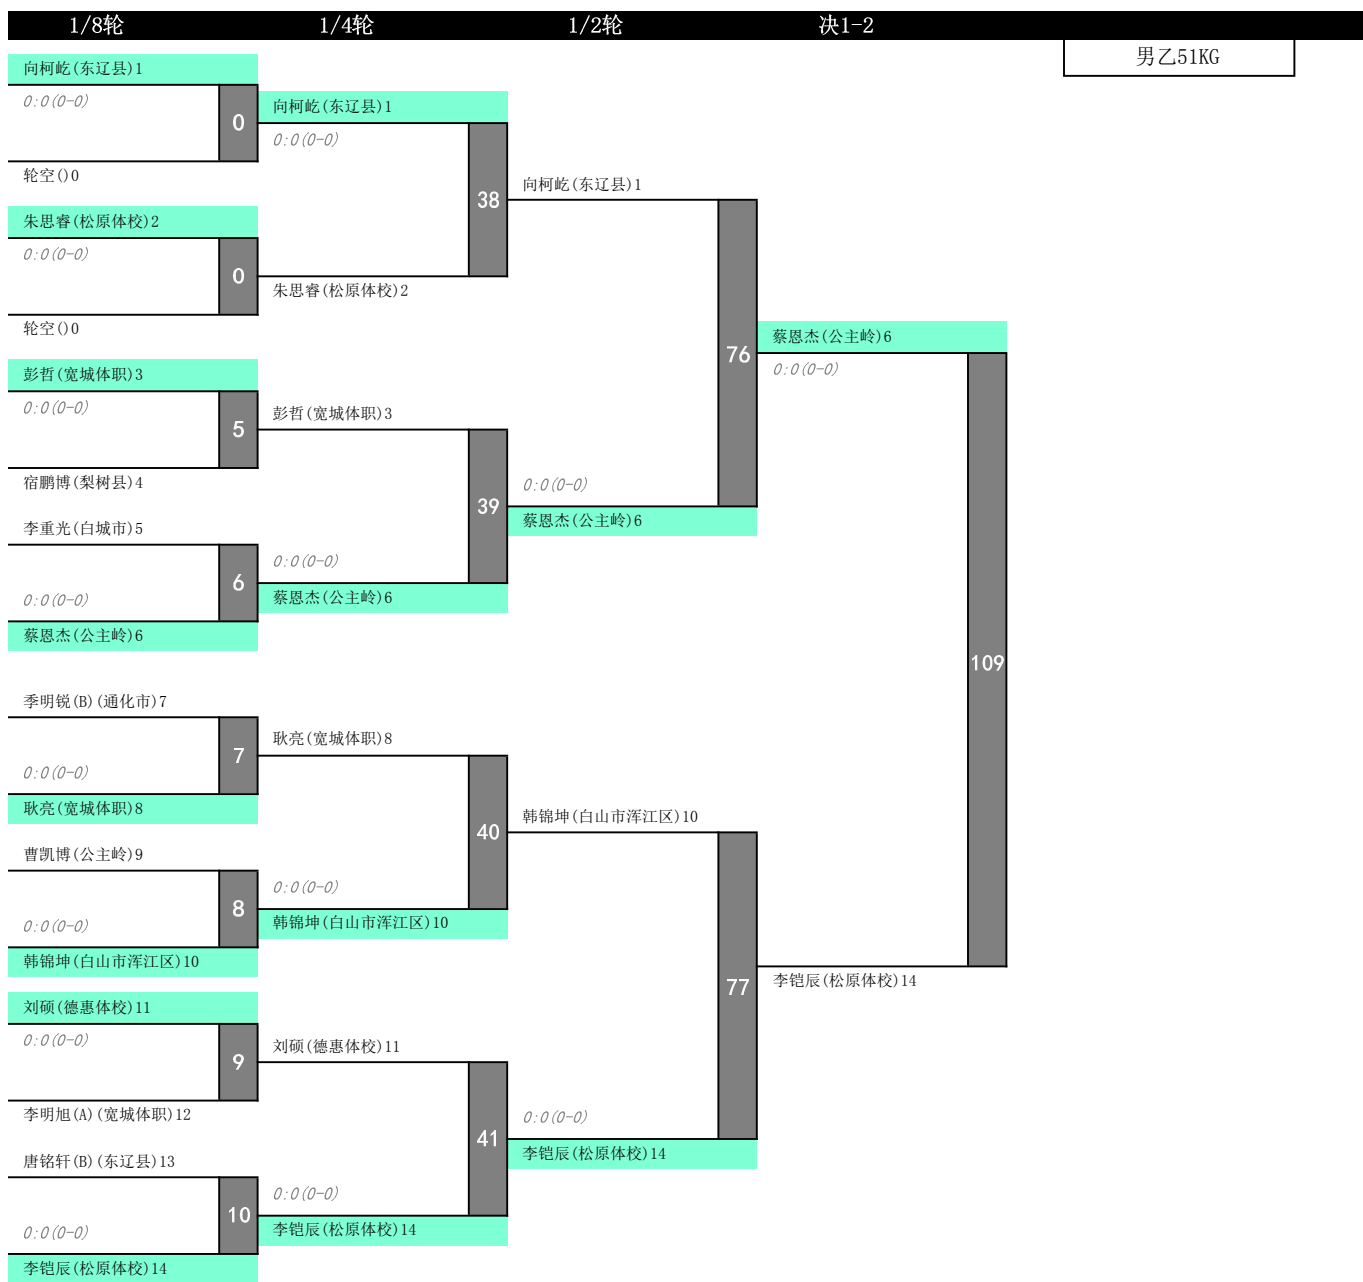 1/8轮 1/4轮 1/2轮 决1-2
男乙51KG
向柯屹(东辽县)1
0:0(0-0)
0
轮空()0
朱思睿(松原体校)2
0:0(0-0)
0
轮空()0
彭哲(宽城体职)3
0:0(0-0)
5
宿鹏博(梨树县)4
李重光(白城市)5
6
0:0(0-0)
蔡恩杰(公主岭)6
季明锐(B)(通化市)7
7
0:0(0-0)
耿亮(宽城体职)8
曹凯博(公主岭)9
8
0:0(0-0)
韩锦坤(白山市浑江区)10
刘硕(德惠体校)11
0:0(0-0)
9
李明旭(A)(宽城体职)12
唐铭轩(B)(东辽县)13
10
0:0(0-0)
李铠辰(松原体校)14
向柯屹(东辽县)1
0:0(0-0)
38
朱思睿(松原体校)2
彭哲(宽城体职)3
39
0:0(0-0)
蔡恩杰(公主岭)6
耿亮(宽城体职)8
40
0:0(0-0)
韩锦坤(白山市浑江区)10
刘硕(德惠体校)11
41
0:0(0-0)
李铠辰(松原体校)14
向柯屹(东辽县)1
76
0:0(0-0)
蔡恩杰(公主岭)6
韩锦坤(白山市浑江区)10
77
0:0(0-0)
李铠辰(松原体校)14
蔡恩杰(公主岭)6
0:0(0-0)
109
李铠辰(松原体校)14